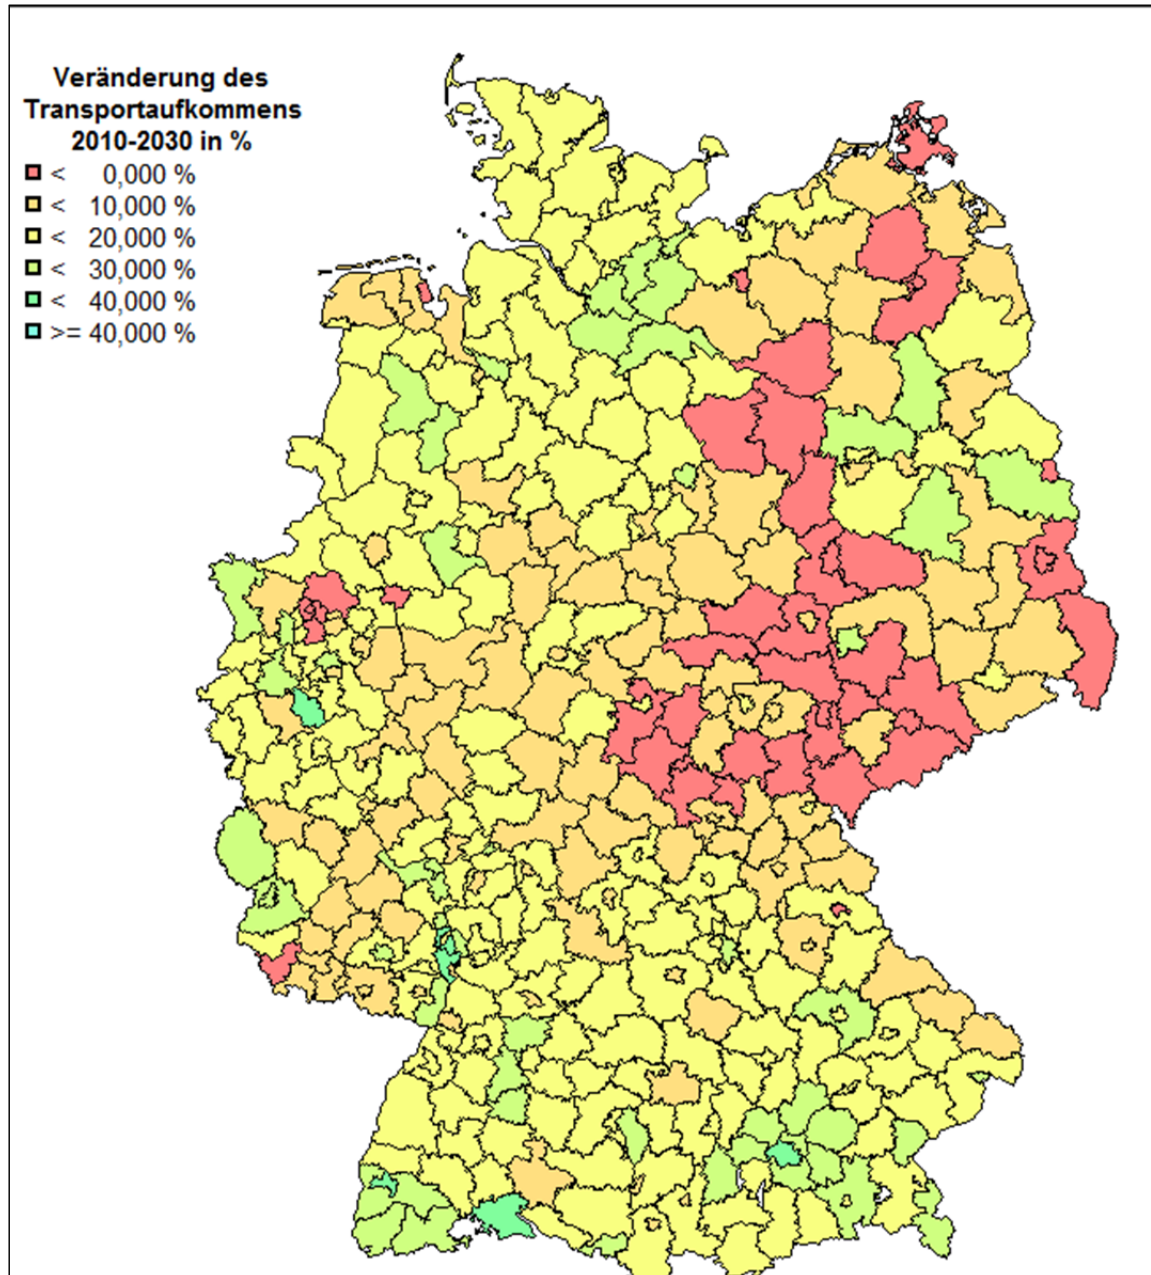 Veränderung des
Transportaufkommens
2010-2030 in %
< 0,000 %
< 10,000 %
< 20,000 %
< 30,000 %
< 40,000 %
>= 40,000 %